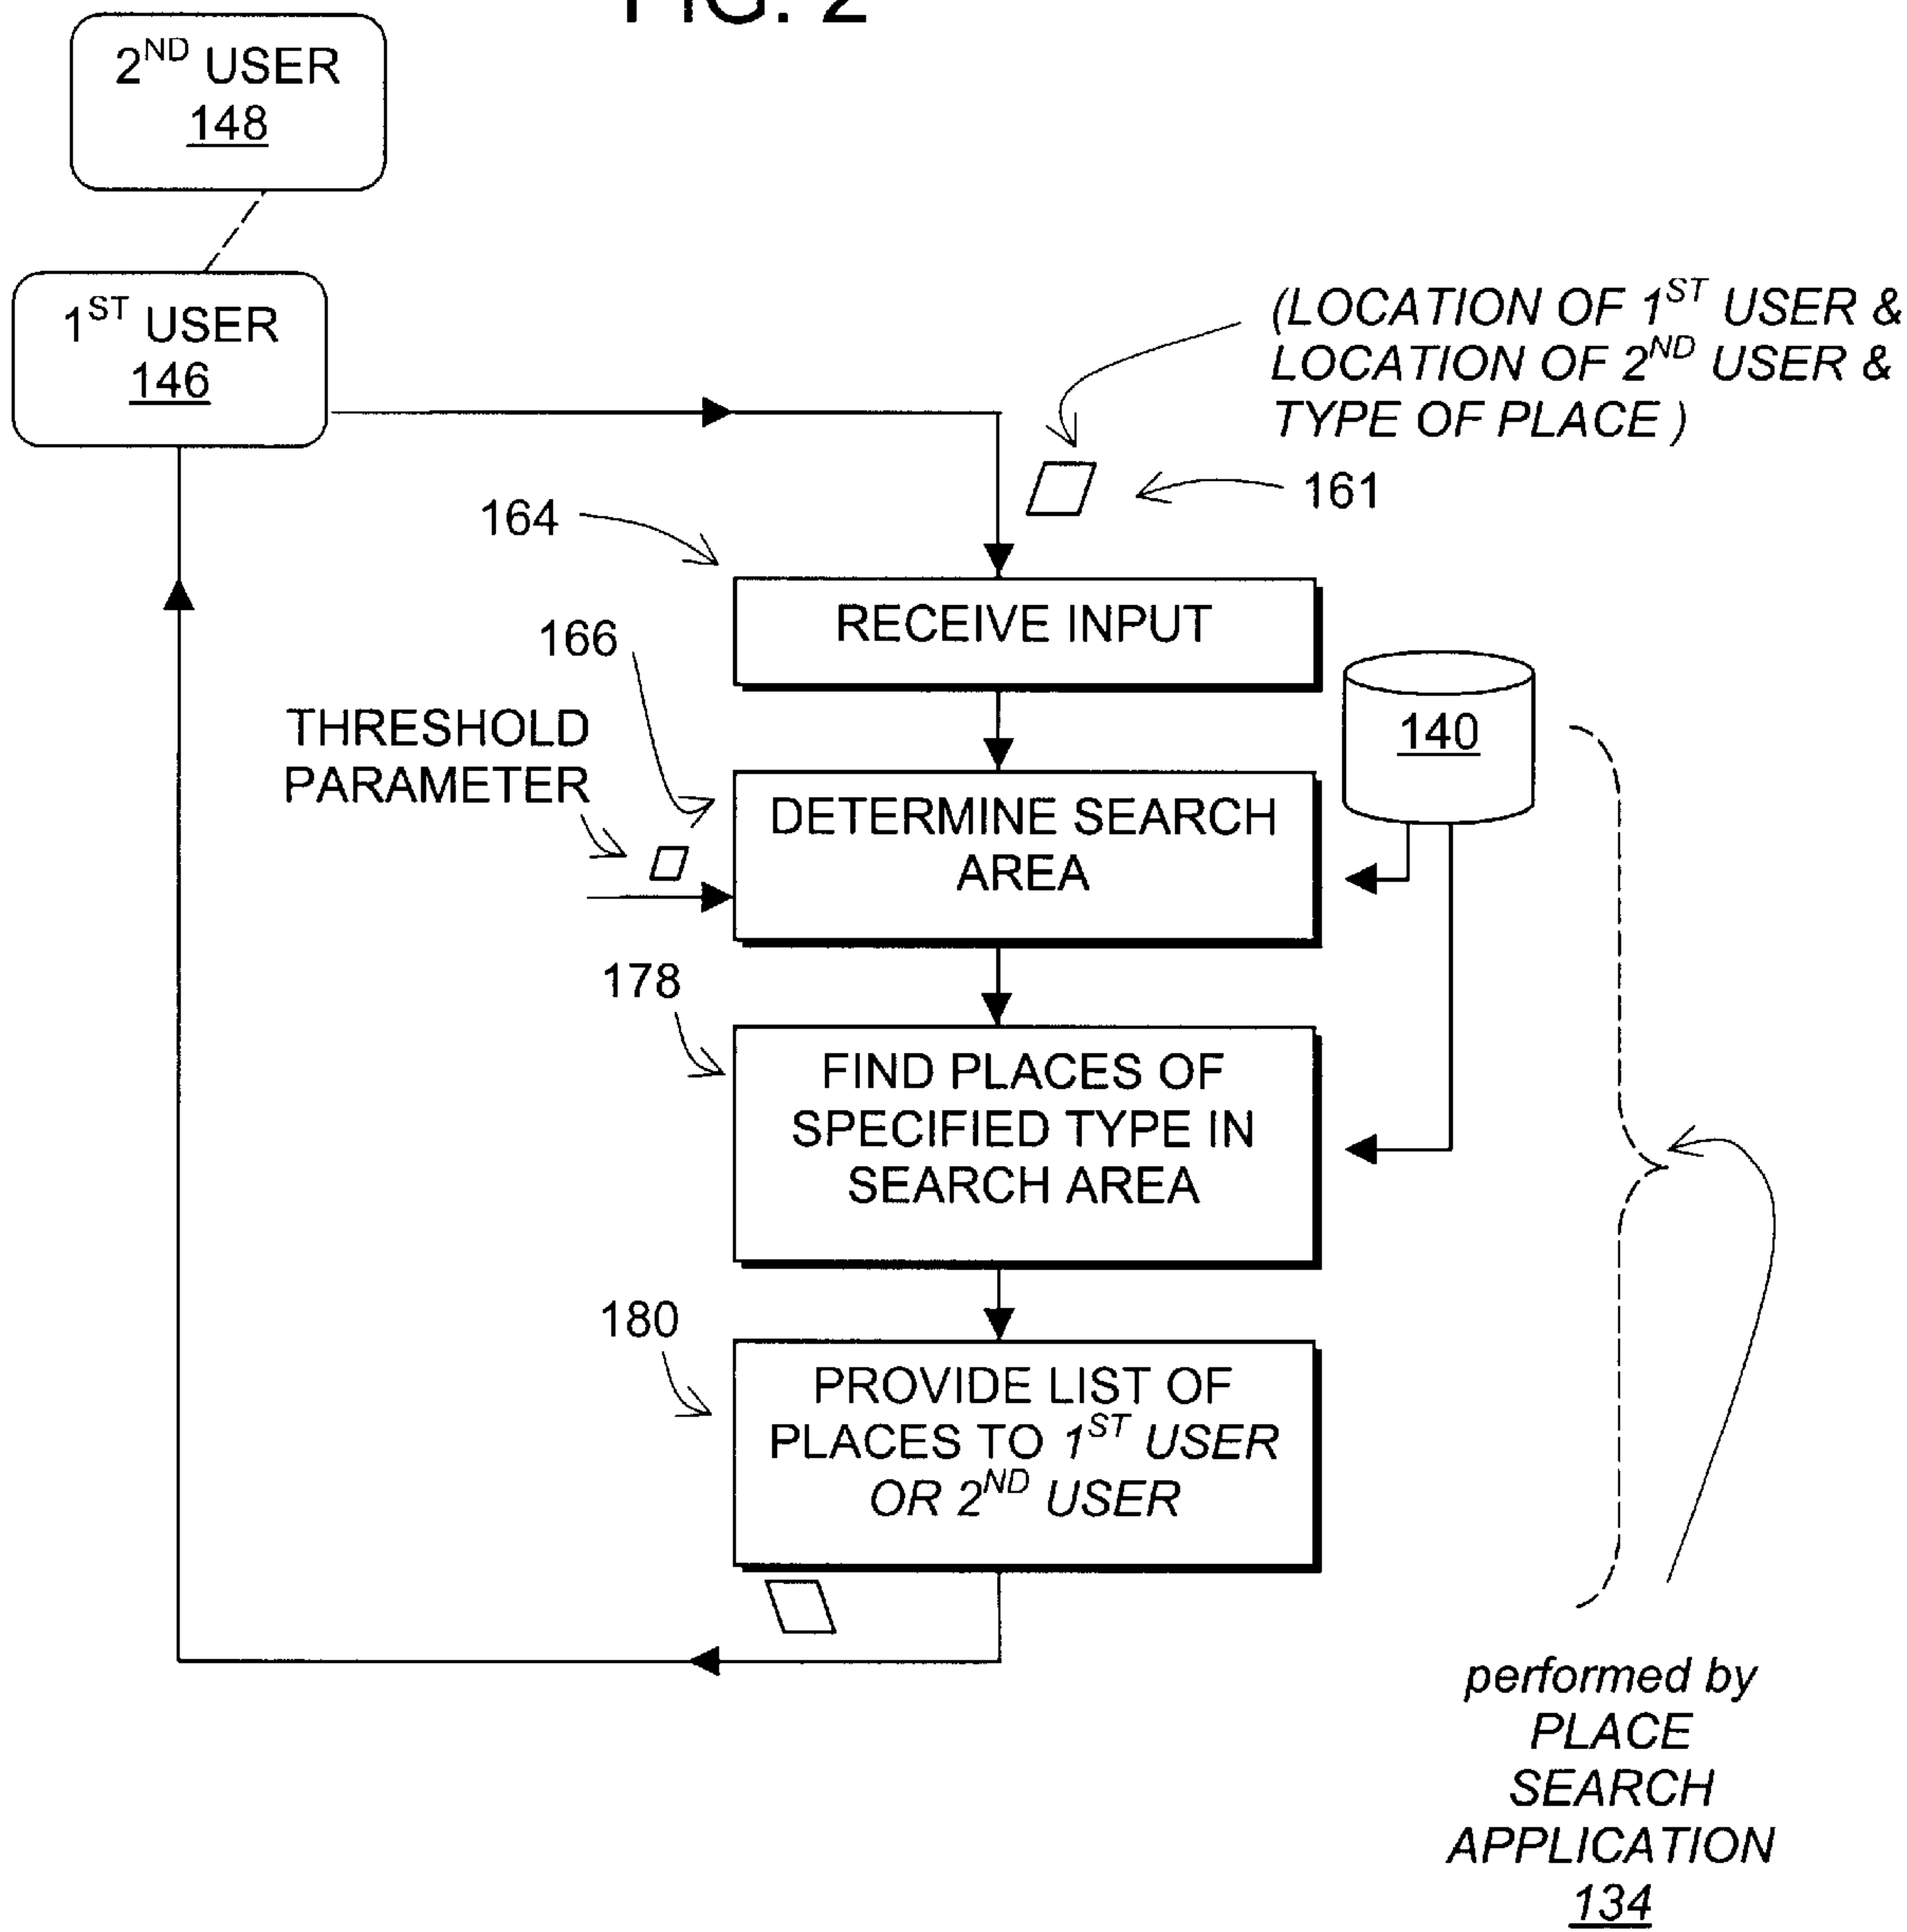 FIG. 2
2ND USER
148
1ST USER
146
(LOCATION OF 1ST USER &
LOCATION OF 2ND USER &
TYPE OF PLACE )
161
164
RECEIVE INPUT
166
140
THRESHOLD
PARAMETER
DETERMINE SEARCH
AREA
178
FIND PLACES OF
SPECIFIED TYPE IN
SEARCH AREA
180
PROVIDE LIST OF
PLACES TO 1ST USER
OR 2ND USER
performed by
PLACE
SEARCH
APPLICATION
134